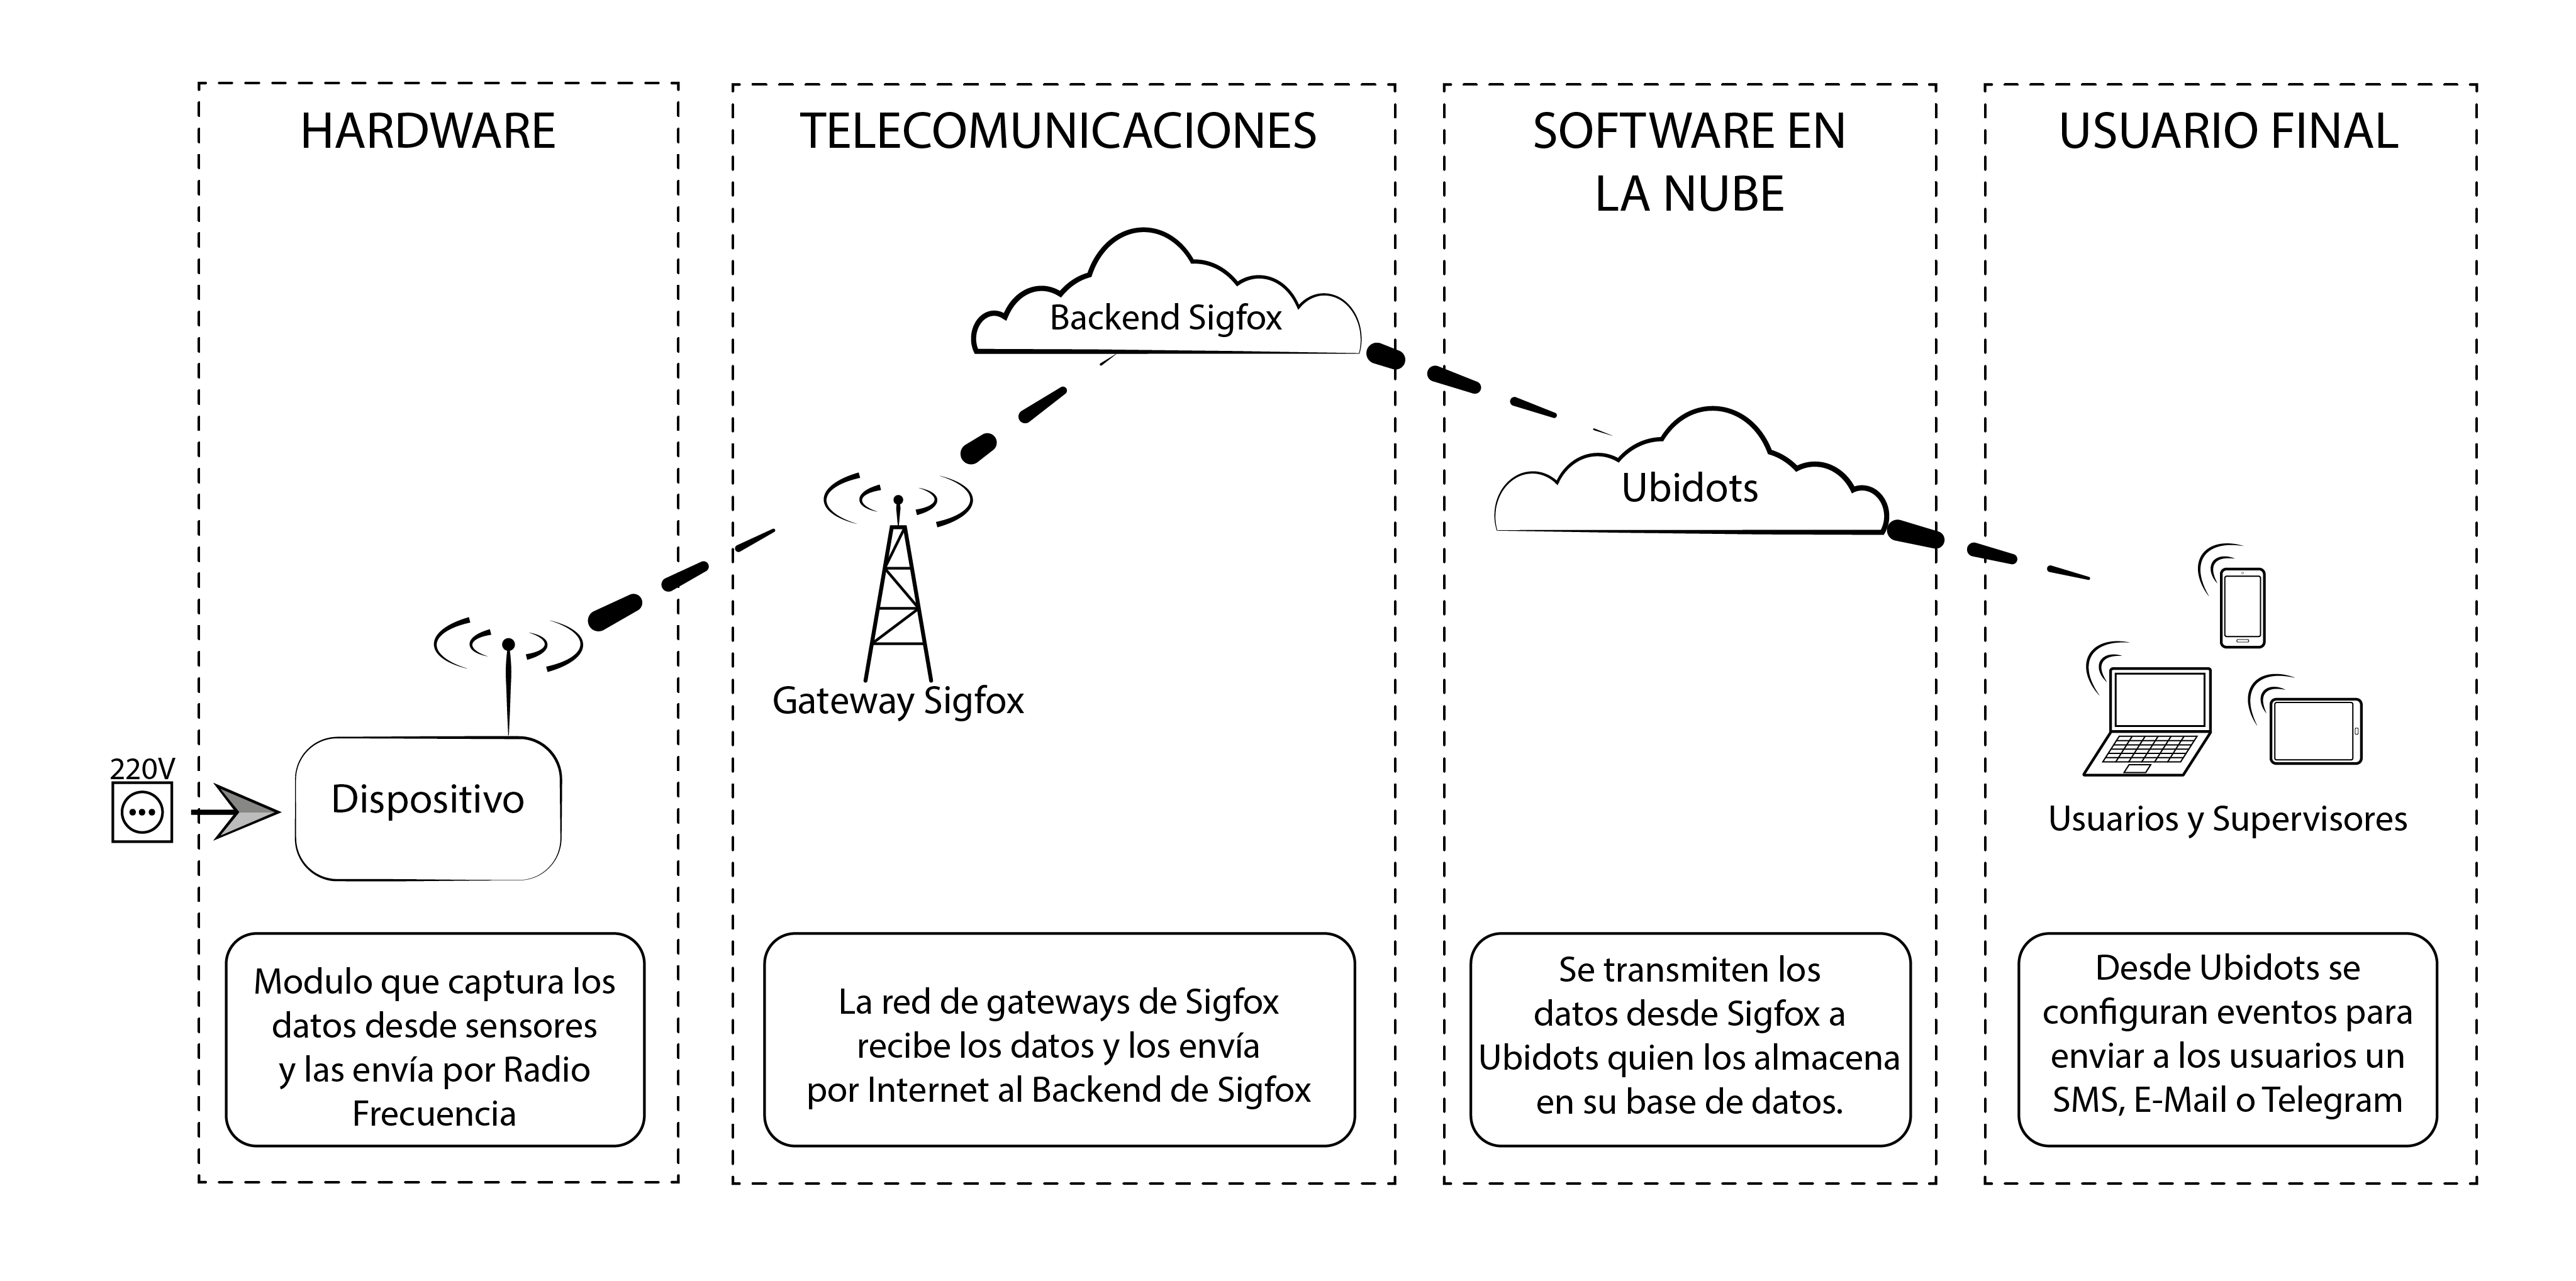 HARDWARE
220V
Dispositivo
Modulo que captura los
datos desde sensores
y las envía por Radio
Frecuencia
TELECOMUNICACIONES
Backend Sigfox
Gateway Sigfox
La red de gateways de Sigfox
recibe los datos y los envía
por Internet al Backend de Sigfox
SOFTWARE EN
LA NUBE
Ubidots
Se transmiten los
datos desde Sigfox a
Ubidots quien los almacena
en su base de datos.
USUARIO FINAL
Usuarios y Supervisores
Desde Ubidots se
configuran eventos para
enviar a los usuarios un
SMS, E-Mail o Telegram